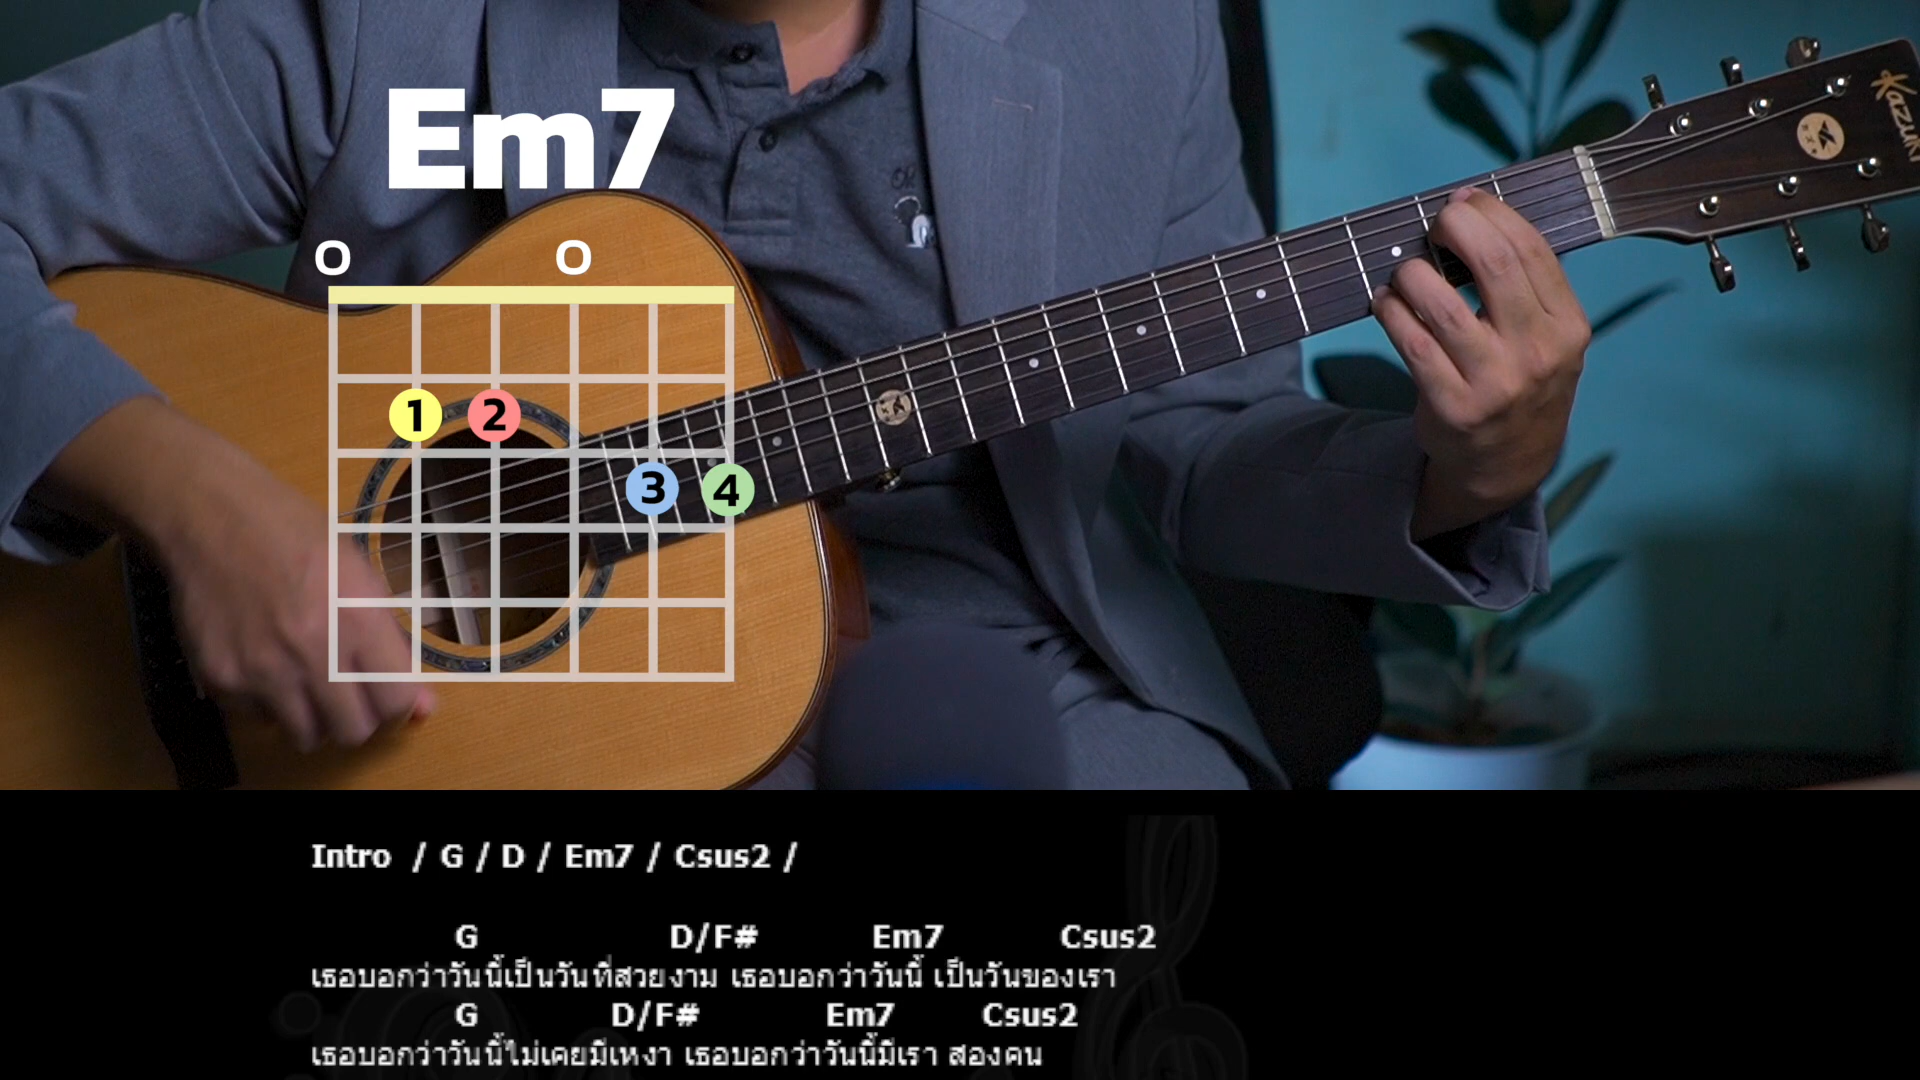 Em7
O O
1 2
3 4
Kazuki
Intro / G / D / Em7 / Csus2 /
G D/F# Em7 Csus2
เธอบอกว่าวันนี้เป็นวันที่สวยงาม เธอบอกว่าวันนี้ เป็นวันของเรา
G D/F# Em7 Csus2
เธอบอกว่าวันนี้ไม่เคยมีเหงา เธอบอกว่าวันนี้มีเรา สองคน